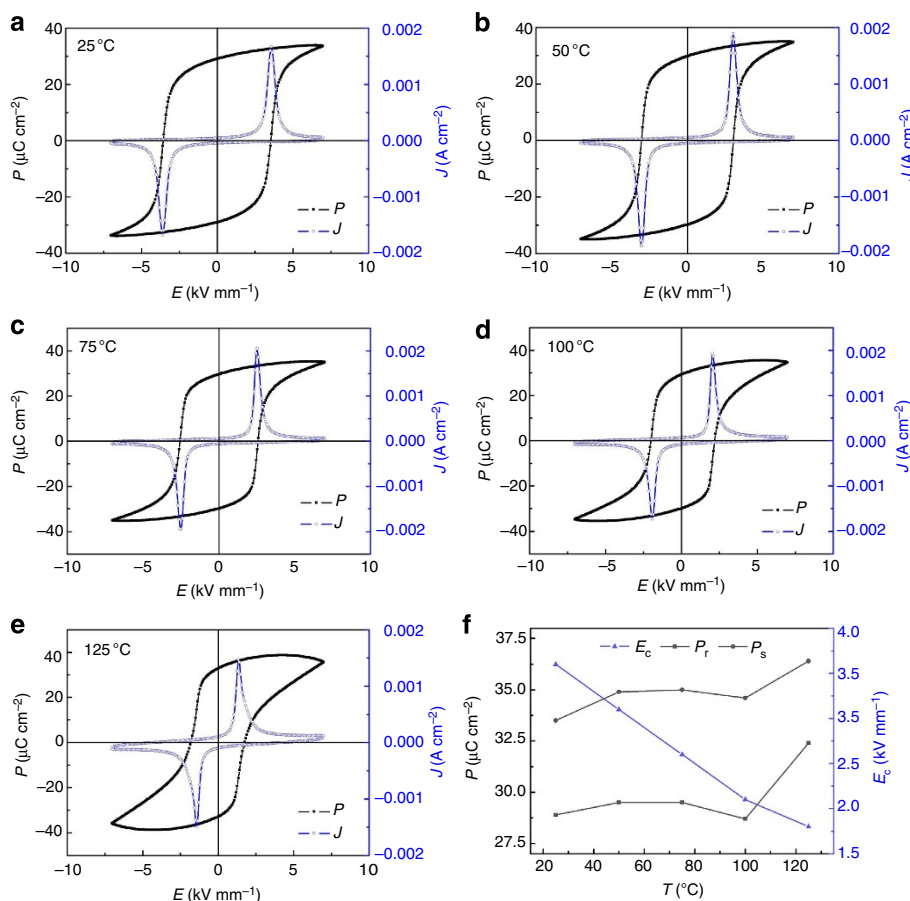 a
25 °C
40
20
0
−20
−40
P (μC cm−2)
0.002
0.001
0.000
−0.001
−0.002
J (A cm−2)
P
J
−10 −5 0 5 10
E (kV mm−1)
b
50 °C
40
20
0
−20
−40
P (μC cm−2)
0.002
0.001
0.000
−0.001
−0.002
J (A cm−2)
P
J
−10 −5 0 5 10
E (kV mm−1)
c
75 °C
40
20
0
−20
−40
P (μC cm−2)
0.002
0.001
0.000
−0.001
−0.002
J (A cm−2)
P
J
−10 −5 0 5 10
E (kV mm−1)
d
100 °C
40
20
0
−20
−40
P (μC cm−2)
0.002
0.001
0.000
−0.001
−0.002
J (A cm−2)
P
J
−10 −5 0 5 10
E (kV mm−1)
e
125 °C
40
20
0
−20
−40
P (μC cm−2)
0.002
0.001
0.000
−0.001
−0.002
J (A cm−2)
P
J
−10 −5 0 5 10
E (kV mm−1)
f
Ec Pr Ps
37.5
35.0
32.5
30.0
27.5
P (μC cm−2)
4.0
3.5
3.5
2.5
2.0
1.5
Ec (kV mm−1)
20 40 60 80 100 120
T (°C)